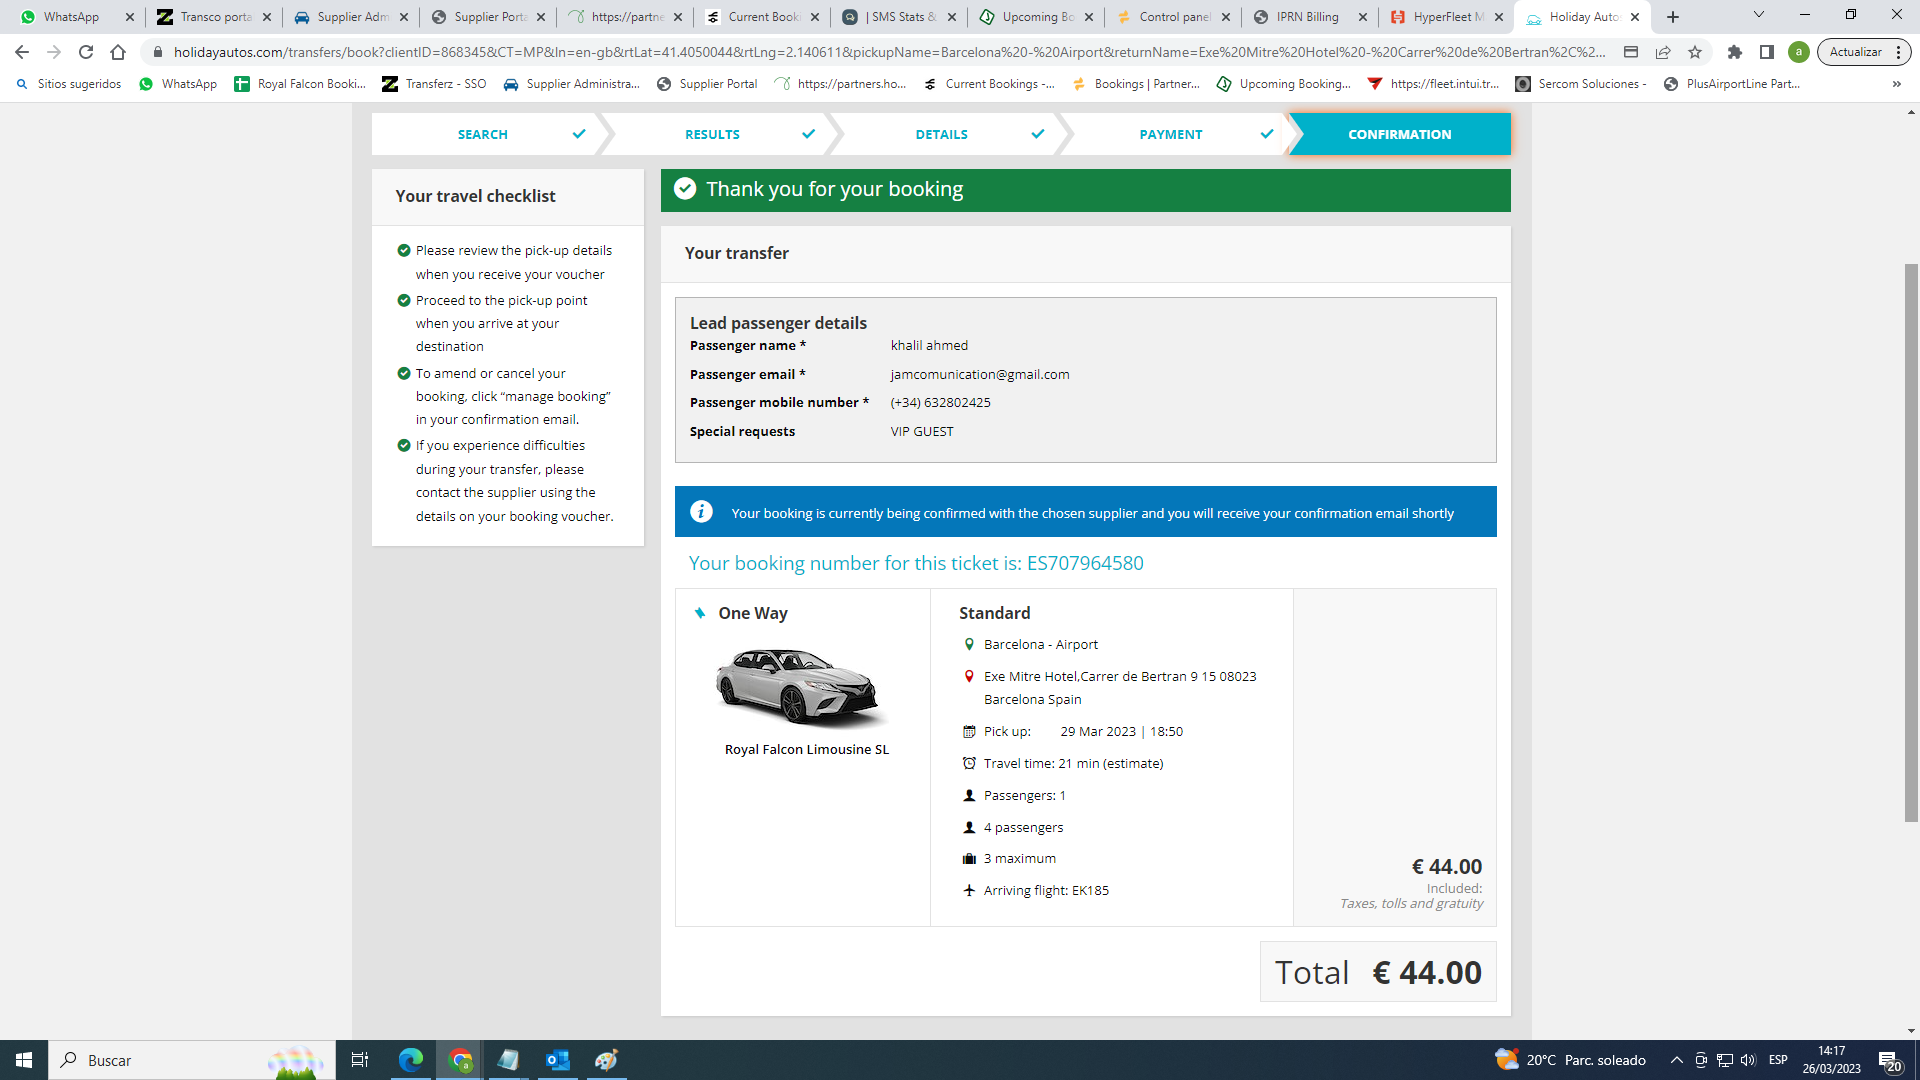 WhatsApp
Transco porta
Supplier Adm
Supplier Porta
https://partne
Current Booki
| SMS Stats &
Upcoming Bo
Control panel
IPRN Billing
HyperFleet M
Holiday Autos
holidayautos.com/transfers/book?clientID=868345&CT=MP&ln=en-gb&rtLat=41.4050044&rtLng=2.140611&pickupName=Barcelona%20-%20Airport&returnName=Exe%20Mitre%20Hotel%20-%20Carrer%20de%20Bertran%2C%2...
a
Actualizar
Sitios sugeridos
WhatsApp
Royal Falcon Booki...
Transferz - SSO
Supplier Administra...
Supplier Portal
https://partners.ho...
Current Bookings -...
Bookings | Partner...
Upcoming Booking...
https://fleet.intui.tr...
Sercom Soluciones -
PlusAirportLine Part...
»
SEARCH
RESULTS
DETAILS
PAYMENT
CONFIRMATION
Your travel checklist
Please review the pick-up details
when you receive your voucher
Proceed to the pick-up point
when you arrive at your
destination
To amend or cancel your
booking, click “manage booking”
in your confirmation email.
If you experience difficulties
during your transfer, please
contact the supplier using the
details on your booking voucher.
Thank you for your booking
Your transfer
Lead passenger details
Passenger name * khalil ahmed
Passenger email * jamcomunication@gmail.com
Passenger mobile number * (+34) 632802425
Special requests VIP GUEST
Your booking is currently being confirmed with the chosen supplier and you will receive your confirmation email shortly
Your booking number for this ticket is: ES707964580
One Way
Royal Falcon Limousine SL
Standard
Barcelona - Airport
Exe Mitre Hotel,Carrer de Bertran 9 15 08023
Barcelona Spain
Pick up: 29 Mar 2023 | 18:50
Travel time: 21 min (estimate)
Passengers: 1
4 passengers
3 maximum
Arriving flight: EK185
€ 44.00
Included:
Taxes, tolls and gratuity
Total € 44.00
Buscar
20°C Parc. soleado
ESP
14:17
26/03/2023
20